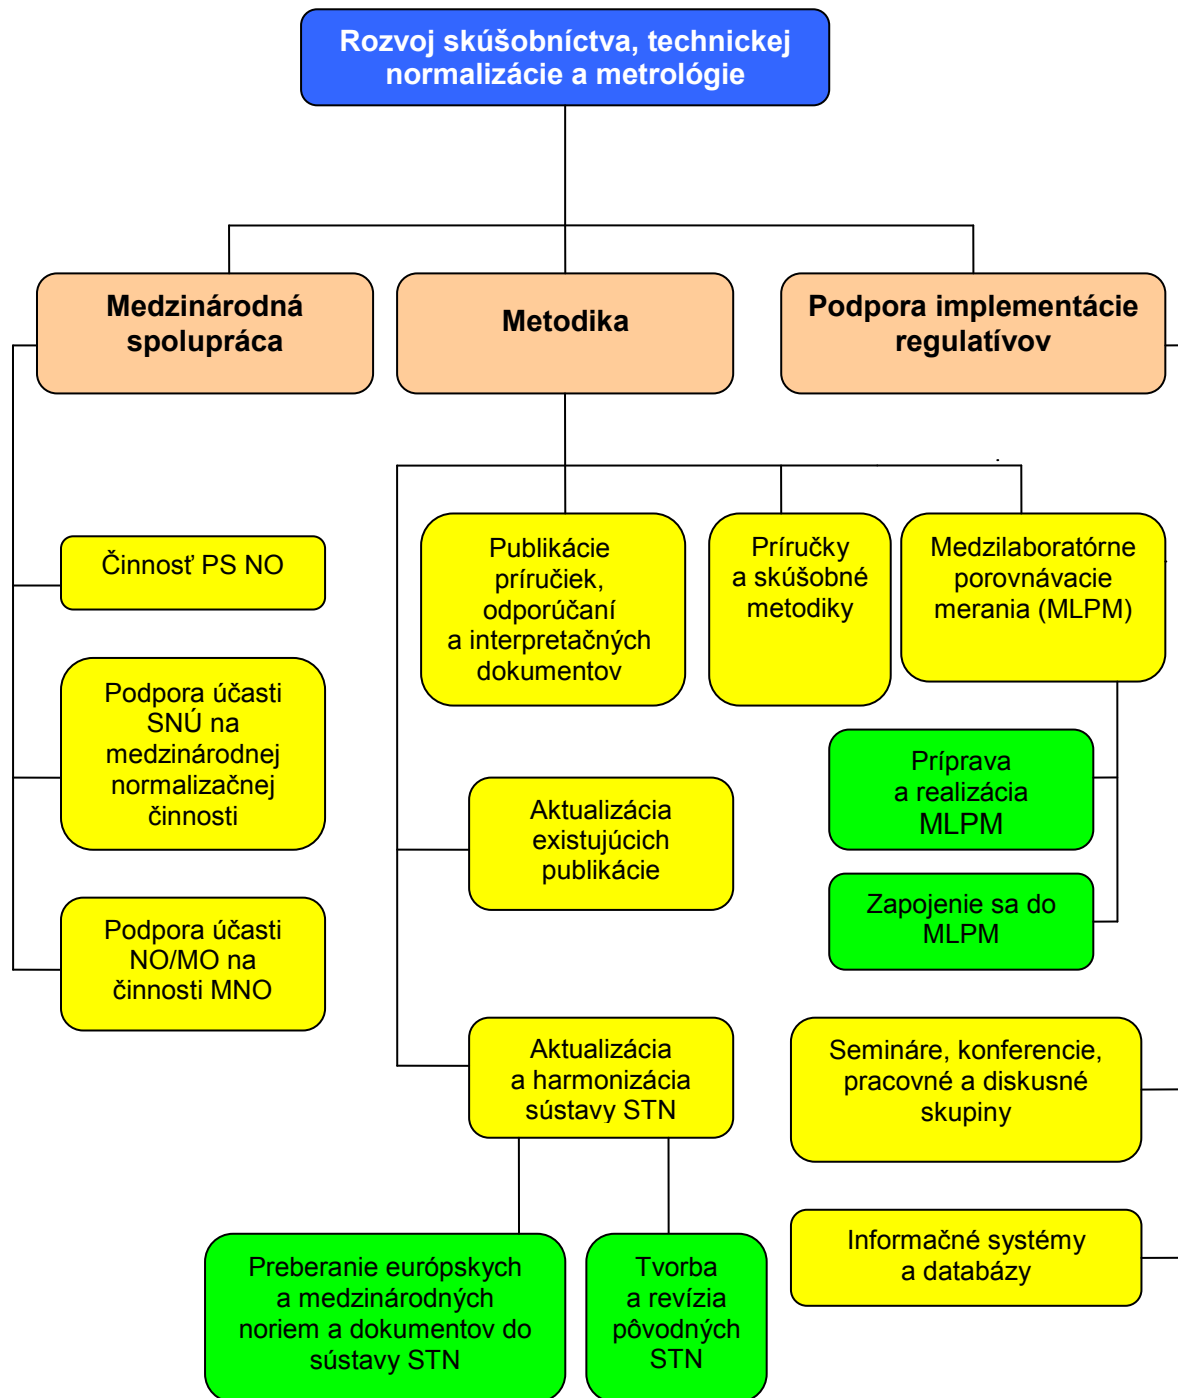 Rozvoj skúšobníctva, technickej
normalizácie a metrológie
Medzinárodná
spolupráca
Metodika
Podpora implementácie
regulatívov
Činnosť PS NO
Podpora účasti
SNÚ na
medzinárodnej
normalizačnej
činnosti
Podpora účasti
NO/MO na
činnosti MNO
Publikácie
príručiek,
odporúčaní
a interpretačných
dokumentov
Príručky
a skúšobné
metodiky
Medzilaboratórne
porovnávacie
merania (MLPM)
Príprava
a realizácia
MLPM
Zapojenie sa do
MLPM
Aktualizácia
existujúcich
publikácie
Aktualizácia
a harmonizácia
sústavy STN
Preberanie európskych
a medzinárodných
noriem a dokumentov do
sústavy STN
Tvorba
a revízia
pôvodných
STN
Semináre, konferencie,
pracovné a diskusné
skupiny
Informačné systémy
a databázy